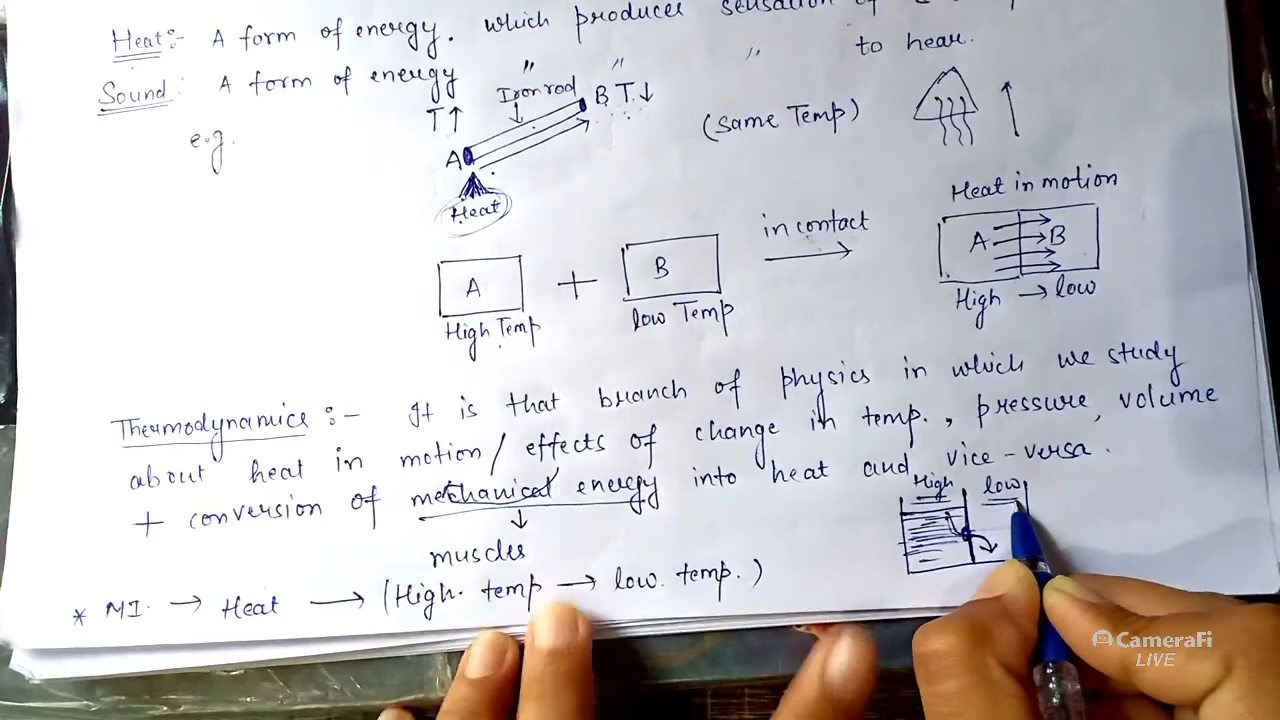 Heat:- A form of energy. which produces sensation of
Sound: A form of energy " " " to hear.
e.g.
T↑
Iron rod
B T.↓
A
Heat
(Same Temp)
Heat in motion
A + B in contact → A B
High Temp
low Temp
High → low
Thermodynamics :- It is that branch of physics in which we study
about heat in motion/ effects of change in temp., pressure, volume
+ conversion of mechanical energy into heat and vice-versa.
↓
muscles
High low
* MI. → Heat → (High. temp → low. temp.)
CameraFi
LIVE